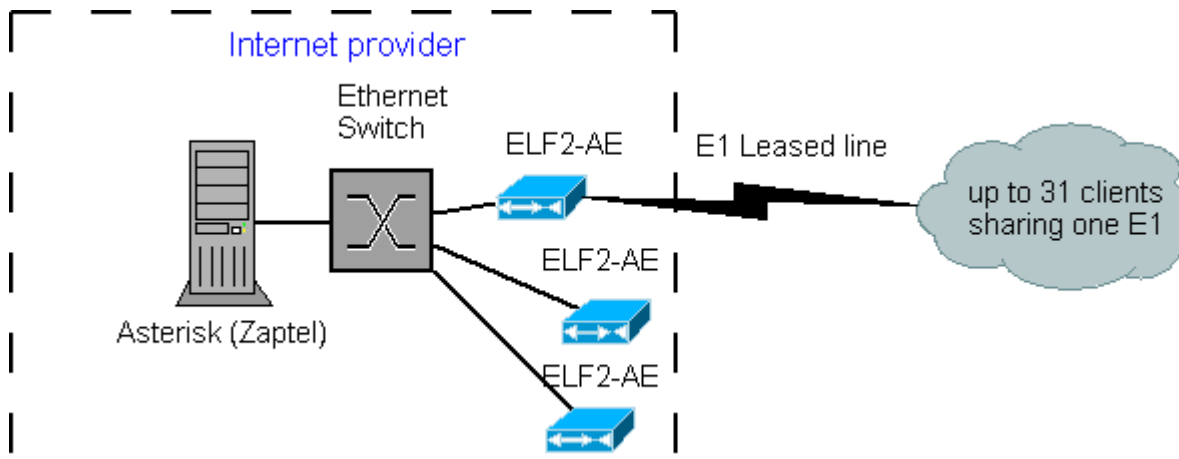 Internet provider
Ethernet
Switch
ELF2-AE
E1 Leased line
up to 31 clients
sharing one E1
ELF2-AE
Asterisk (Zaptel)
ELF2-AE